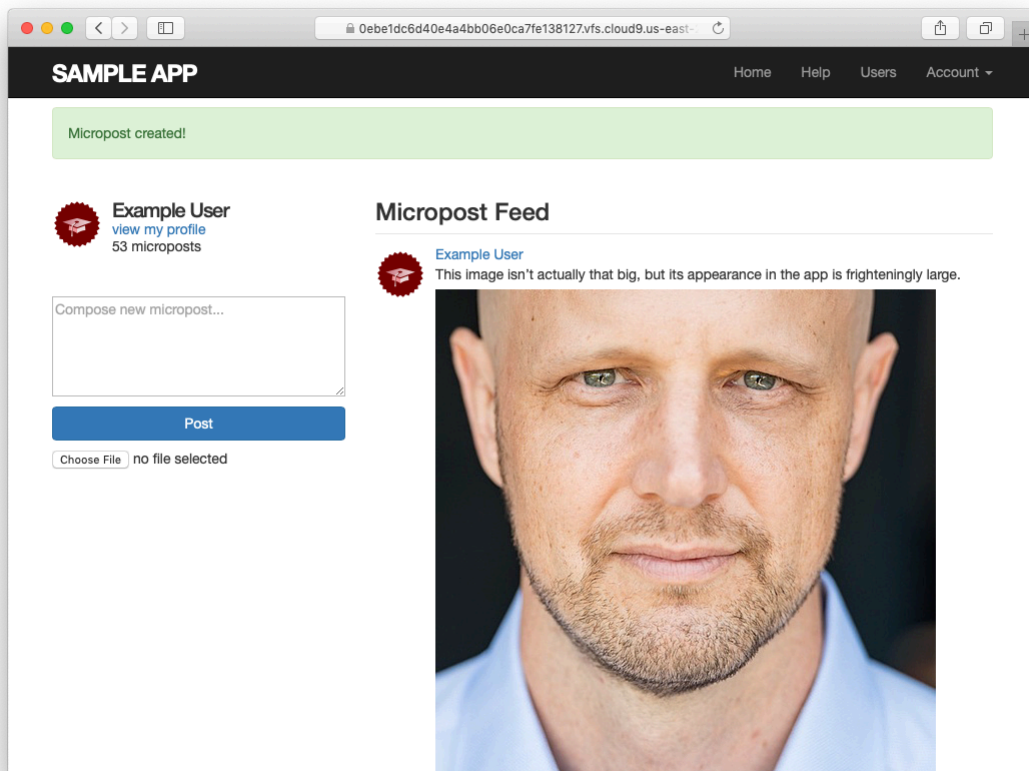 0ebe1dc6d40e4a4bb06e0ca7fe138127.vfs.cloud9.us-east-
SAMPLE APP
Home Help Users Account
Micropost created!
Example User
view my profile
53 microposts
Compose new micropost...
Post
Choose File no file selected
Micropost Feed
Example User
This image isn’t actually that big, but its appearance in the app is frighteningly large.